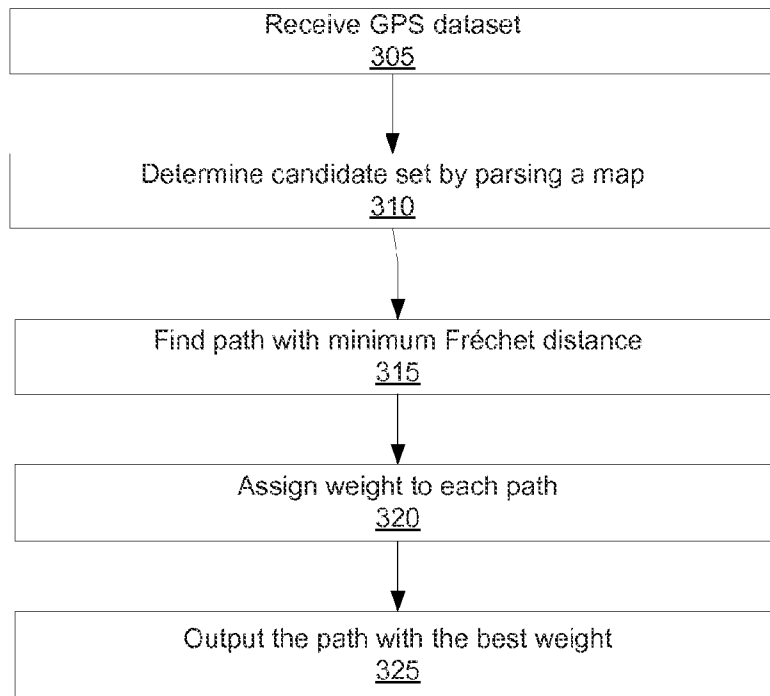 Receive GPS dataset
305
Determine candidate set by parsing a map
310
Find path with minimum Fréchet distance
315
Assign weight to each path
320
Output the path with the best weight
325